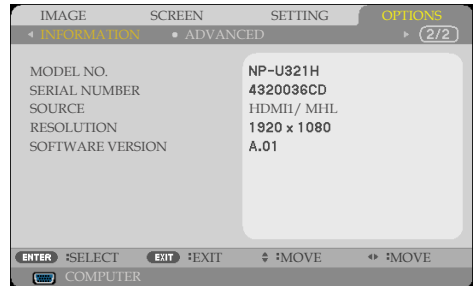 IMAGE SCREEN SETTING OPTIONS
INFORMATION ADVANCED 2/2
MODEL NO. NP-U321H
SERIAL NUMBER 4320036CD
SOURCE HDMI1/ MHL
RESOLUTION 1920 x 1080
SOFTWARE VERSION A.01
ENTER :SELECT EXIT :EXIT :MOVE :MOVE
COMPUTER